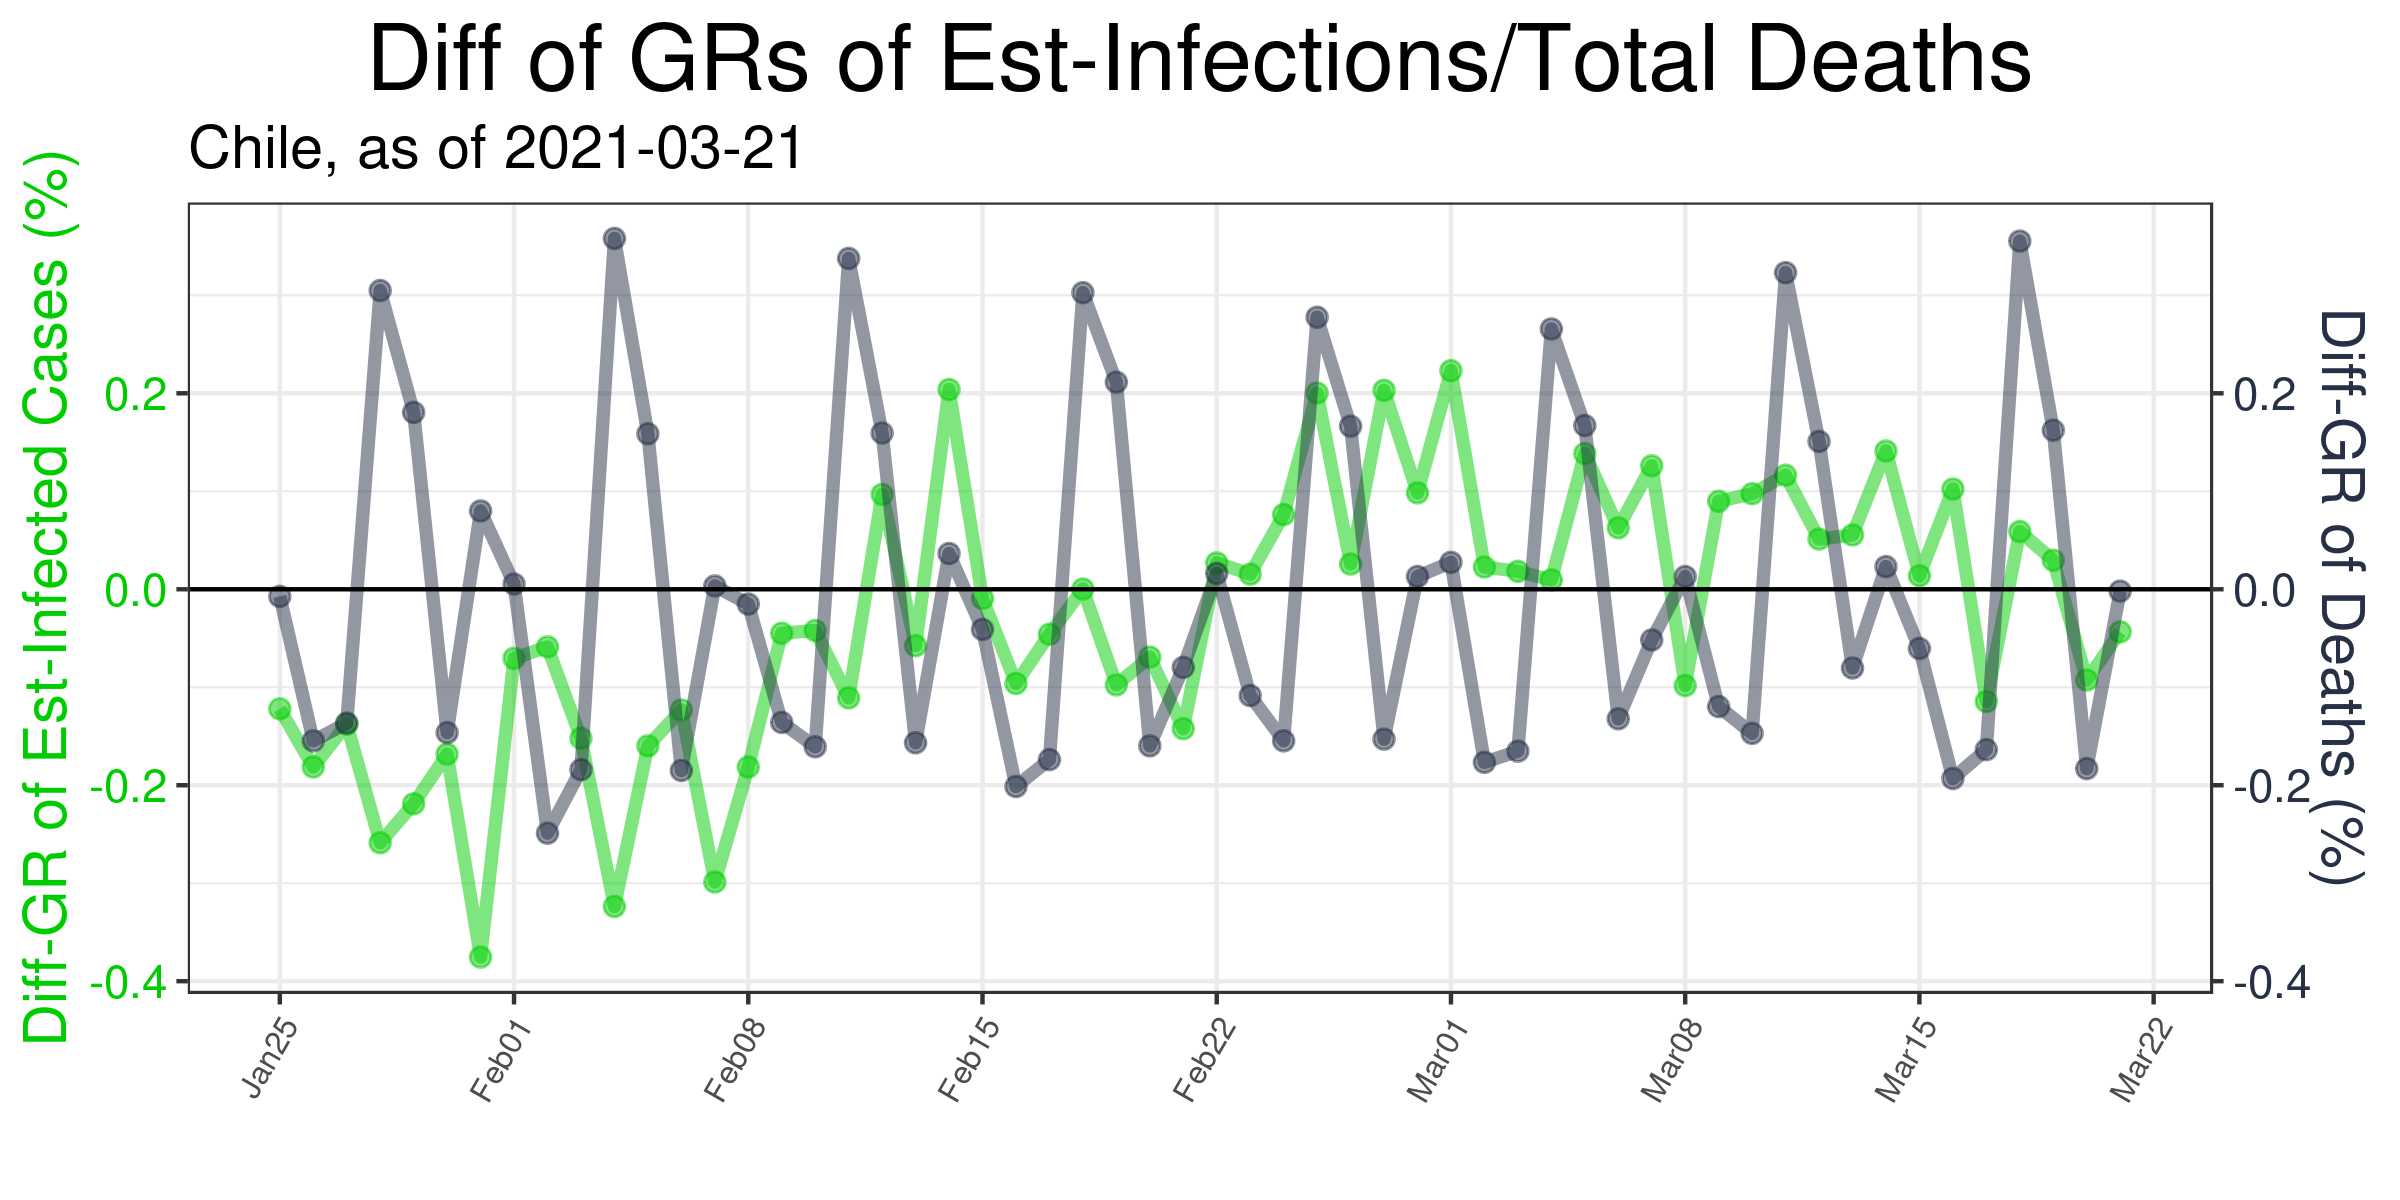 Diff of GRs of Est-Infections/Total Deaths
Chile, as of 2021-03-21
Diff-GR of Est-Infected Cases (%)
0.2
0.0
-0.2
-0.4
0.2
0.0
-0.2
-0.4
Diff-GR of Deaths (%)
Jan25
Feb01
Feb08
Feb15
Feb22
Mar01
Mar08
Mar15
Mar22